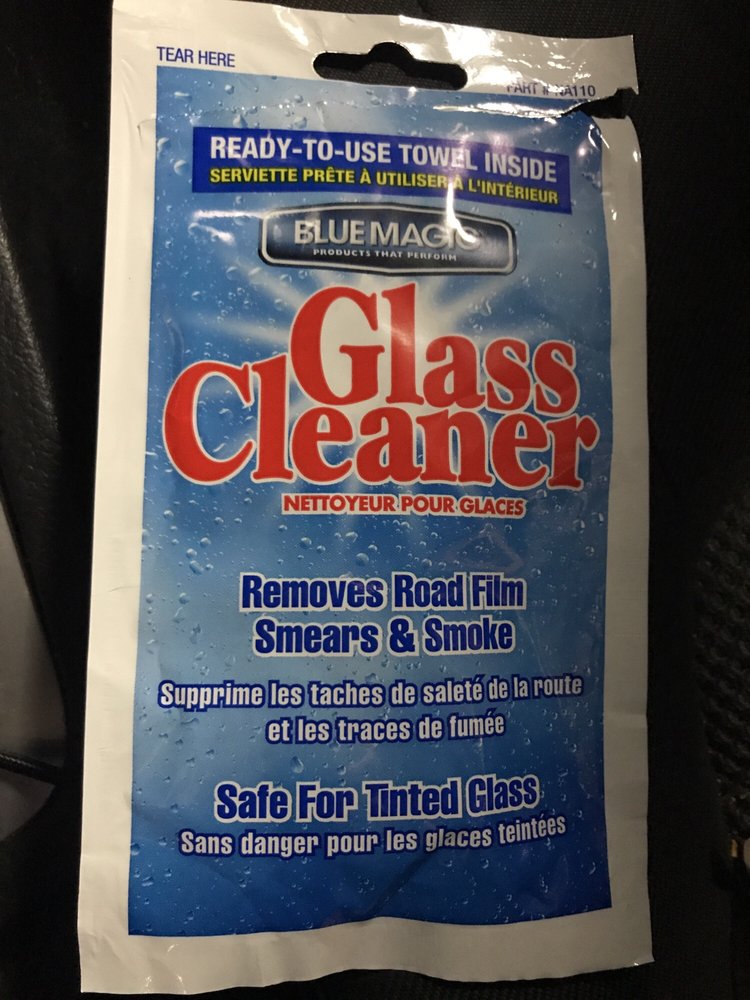 TEAR HERE
PART # NA110
READY-TO-USE TOWEL INSIDE
SERVIETTE PRÊTE À UTILISER À L'INTÉRIEUR
BLUE MAGIC
PRODUCTS THAT PERFORM
Glass
Cleaner
NETTOYEUR POUR GLACES
Removes Road Film
Smears & Smoke
Supprime les taches de saleté de la route
et les traces de fumée
Safe For Tinted Glass
Sans danger pour les glaces teintées